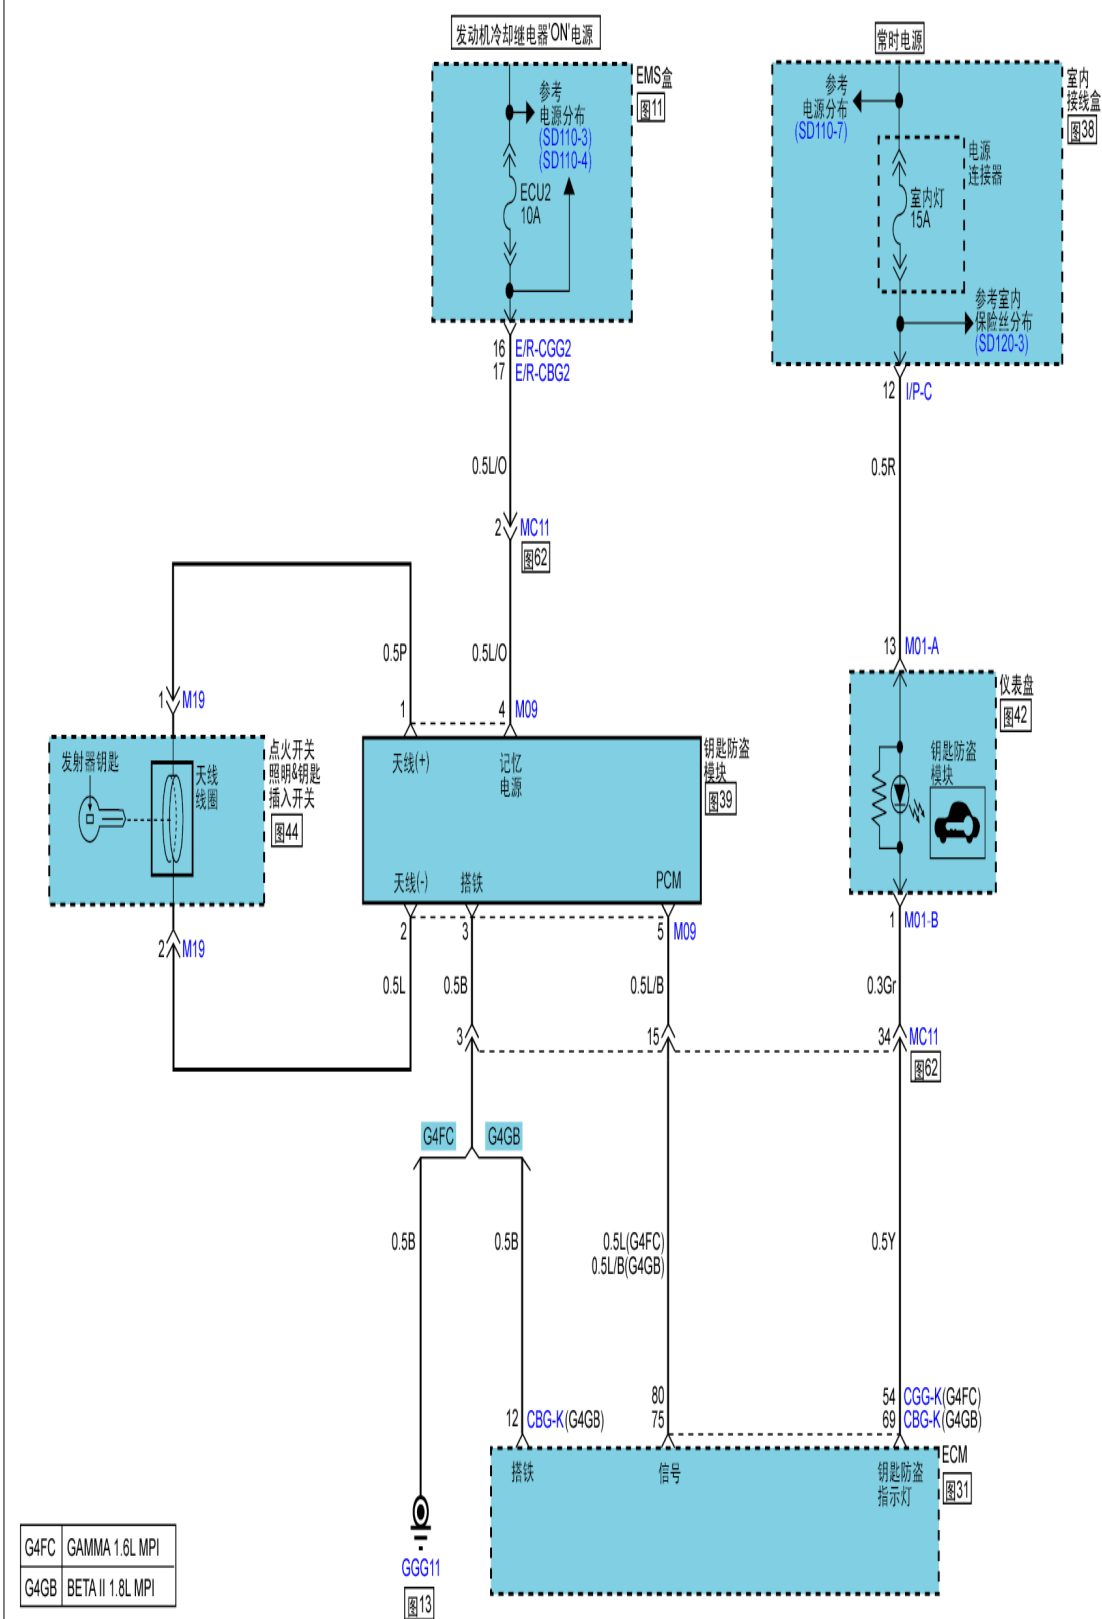 发动机冷却继电器'ON'电源
常时电源
EMS盒
图11
参考
电源分布
(SD110-3)
(SD110-4)
ECU2
10A
室内
接线盒
图38
参考
电源分布
(SD110-7)
电源
连接器
室内灯
15A
参考室内
保险丝分布
(SD120-3)
16 E/R-CGG2
17 E/R-CBG2
12 I/P-C
0.5L/O
0.5R
2 MC11
图62
0.5P
0.5L/O
13 M01-A
1 M19
1
4 M09
仪表盘
图42
钥匙防盗
模块
发射器钥匙
天线
线圈
点火开关
照明&钥匙
插入开关
图44
天线(+)
记忆
电源
钥匙防盗
模块
图39
天线(-)
搭铁
PCM
2 M19
2
3
5 M09
1 M01-B
0.5L
0.5B
0.5L/B
0.3Gr
3
15
34 MC11
图62
G4FC
G4GB
0.5B
0.5B
0.5L(G4FC)
0.5L/B(G4GB)
0.5Y
12 CBG-K(G4GB)
80
75
54 CGG-K(G4FC)
69 CBG-K(G4GB)
ECM
图31
搭铁
信号
钥匙防盗
指示灯
GGG11
图13
G4FC GAMMA 1.6L MPI
G4GB BETA II 1.8L MPI